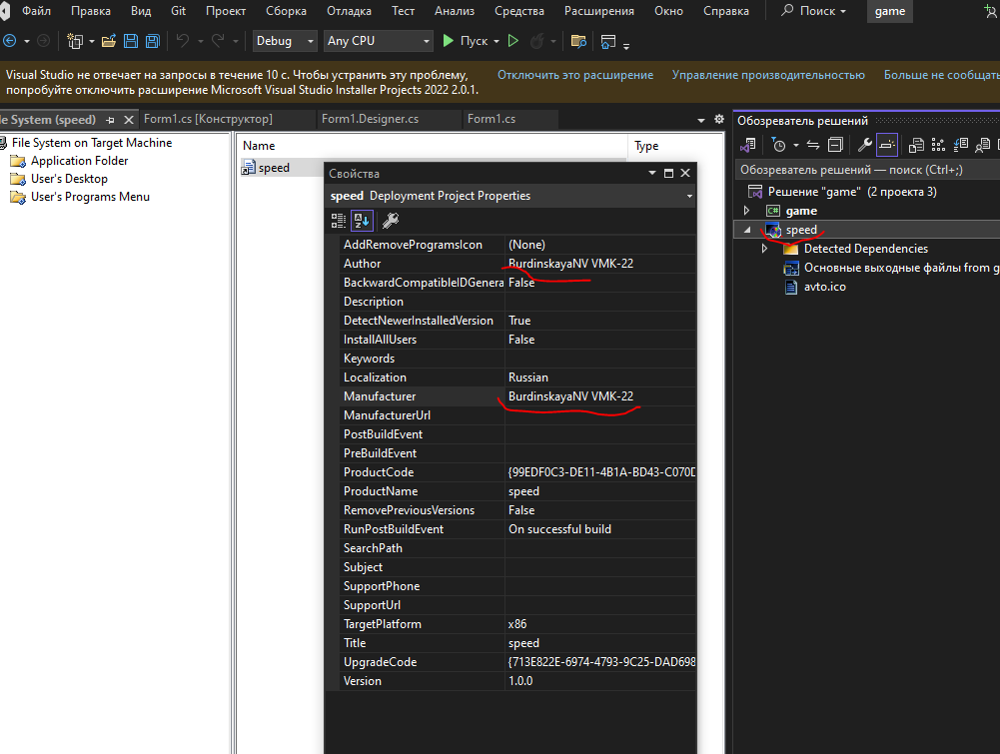 Файл Правка Вид Git Проект Сборка Отладка Тест Анализ Средства Расширения Окно Справка Поиск game
Debug Any CPU Пуск
Visual Studio не отвечает на запросы в течение 10 с. Чтобы устранить эту проблему,
попробуйте отключить расширение Microsoft Visual Studio Installer Projects 2022 2.0.1.
Отключить это расширение Управление производительностью Больше не сообщать
le System (speed) Form1.cs [Конструктор] Form1.Designer.cs Form1.cs
File System on Target Machine
Application Folder
User's Desktop
User's Programs Menu
Name Type
speed
Свойства
speed Deployment Project Properties
AddRemoveProgramsIcon (None)
Author BurdinskayaNV VMK-22
BackwardCompatibleIDGenera False
Description
DetectNewerInstalledVersion True
InstallAllUsers False
Keywords
Localization Russian
Manufacturer BurdinskayaNV VMK-22
ManufacturerUrl
PostBuildEvent
PreBuildEvent
ProductCode {99EDF0C3-DE11-4B1A-BD43-C070D
ProductName speed
RemovePreviousVersions False
RunPostBuildEvent On successful build
SearchPath
Subject
SupportPhone
SupportUrl
TargetPlatform x86
Title speed
UpgradeCode {713E822E-6974-4793-9C25-DAD698
Version 1.0.0
Обозреватель решений
Обозреватель решений — поиск (Ctrl+;)
Решение "game" (2 проекта 3)
game
speed
Detected Dependencies
Основные выходные файлы from g
avto.ico